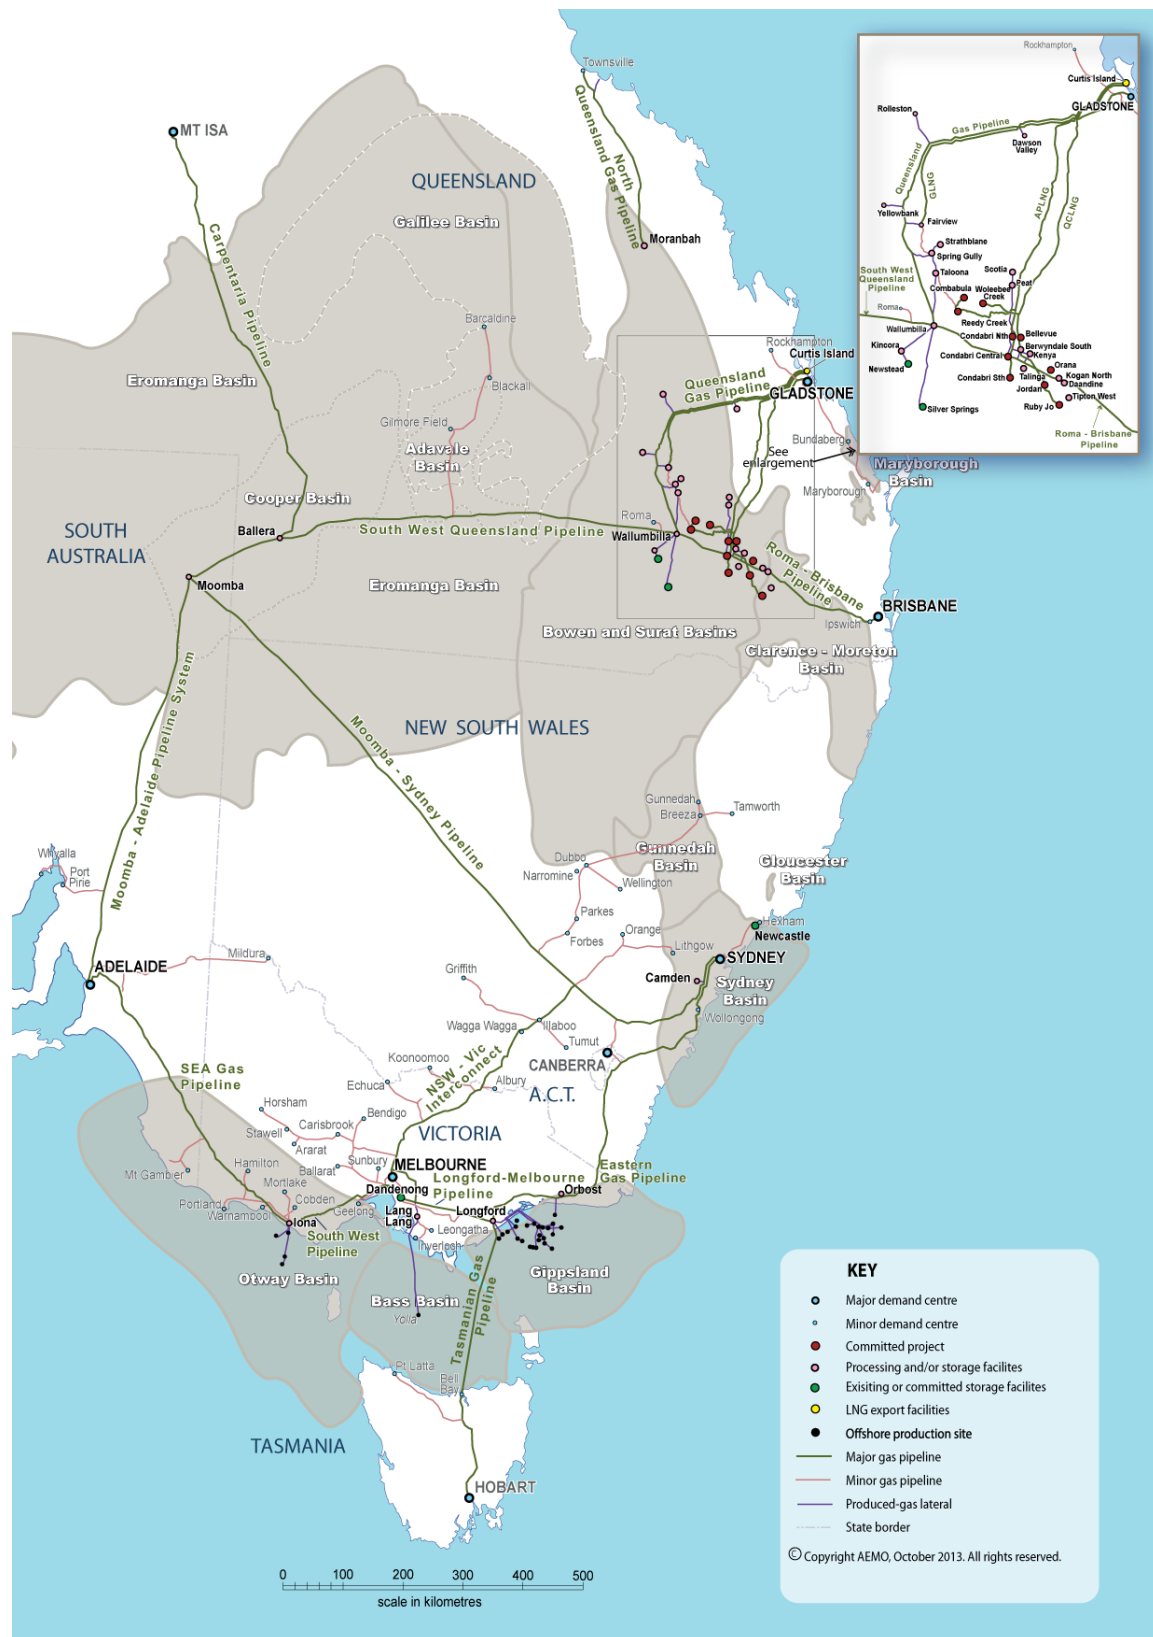 Townsville
MT ISA
QUEENSLAND
Galilee Basin
North
Queensland Gas Pipeline
Moranbah
Carpentaria Pipeline
Barcaldine
Blackall
Eromanga Basin
Gilmore Field
Adavale
Basin
Cooper Basin
Ballera
South West Queensland Pipeline
SOUTH
AUSTRALIA
Moomba
Eromanga Basin
Rockhampton
Curtis Island
Queensland
Gas Pipeline
GLADSTONE
Bundaberg
See
enlargement
Maryborough
Maryborough
Basin
Roma
Wallumbilla
Roma - Brisbane
Pipeline
BRISBANE
Ipswich
Bowen and Surat Basins
Clarence - Moreton
Basin
Rockhampton
Curtis Island
GLADSTONE
Rolleston
Gas Pipeline
Dawson
Valley
Queensland
GLNG
APLNG
QCLNG
Yellowbank
Fairview
Strathblane
Spring Gully
Taloona
Scotia
Peat
South West
Queensland
Pipeline
Combabula
Woleebee
Creek
Roma
Reedy Creek
Wallumbilla
Condabri Nth
Bellevue
Kincora
Berwyndale South
Kenya
Condabri Central
Newstead
Orana
Talinga
Kogan North
Condabri Sth
Daandine
Jordan
Tipton West
Silver Springs
Ruby Jo
Roma - Brisbane
Pipeline
NEW SOUTH WALES
Moomba - Adelaide Pipeline System
Moomba - Sydney Pipeline
Gunnedah
Tamworth
Breeza
Gunnedah
Basin
Gloucester
Basin
Whyalla
Port
Pirie
Dubbo
Narromine
Wellington
Parkes
Forbes
Orange
Lithgow
Hexham
Newcastle
Mildura
ADELAIDE
SYDNEY
Camden
Sydney
Basin
Griffith
Wollongong
Wagga Wagga
Illaboo
Tumut
CANBERRA
NSW - Vic
Interconnect
Koonoomoo
SEA Gas
Pipeline
Echuca
Albury
A.C.T.
Horsham
Carisbrook
Bendigo
Stawell
Ararat
VICTORIA
Mt Gambier
Hamilton
Ballarat
Sunbury
MELBOURNE
Longford-Melbourne
Pipeline
Eastern
Gas Pipeline
Mortlake
Dandenong
Orbost
Portland
Cobden
Warnambool
Geelong
Lang
Lang
Longford
Iona
Leongatha
South West
Pipeline
Inverloch
Otway Basin
Gippsland
Basin
Bass Basin
Yolla
Tasmanian Gas
Pipeline
Pt Latta
Bell
Bay
TASMANIA
HOBART
0 100 200 300 400 500
scale in kilometres
KEY
Major demand centre
Minor demand centre
Committed project
Processing and/or storage facilites
Exisiting or committed storage facilites
LNG export facilities
Offshore production site
Major gas pipeline
Minor gas pipeline
Produced-gas lateral
State border
© Copyright AEMO, October 2013. All rights reserved.